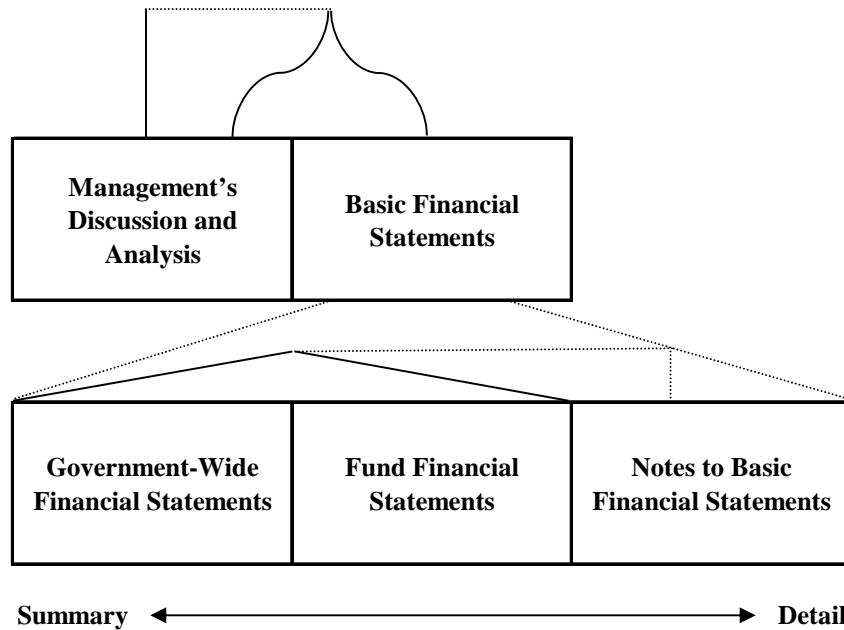 Management’s
Discussion and
Analysis
Basic Financial
Statements
Government-Wide
Financial Statements
Fund Financial
Statements
Notes to Basic
Financial Statements
Summary
Detail